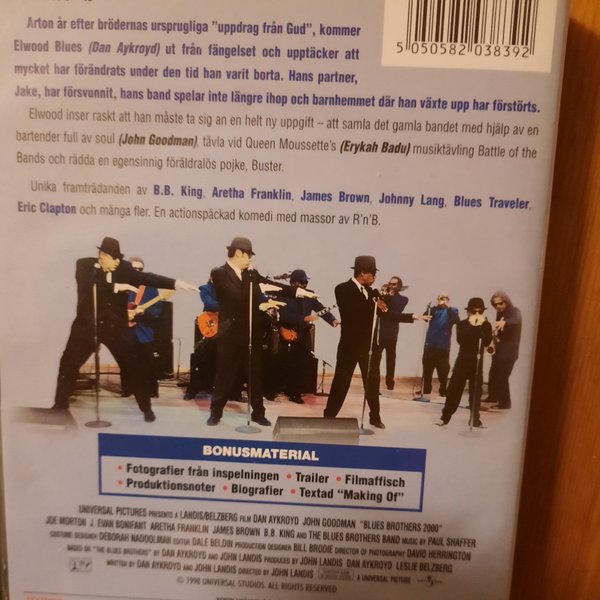 5 050582 038392
Arton år efter brödernas ursprungliga "uppdrag från Gud", kommer
Elwood Blues (Dan Aykroyd) ut från fängelset och upptäcker att
mycket har förändrats under den tid han varit borta. Hans partner,
Jake, har försvunnit, hans band spelar inte längre ihop och barnhemmet där han växte upp har förstörts.
Elwood inser raskt att han måste ta sig an en helt ny uppgift – att samla det gamla bandet med hjälp av en
bartender full av soul (John Goodman), tävla vid Queen Moussette's (Erykah Badu) musiktävling Battle of the
Bands och rädda en egensinnig föräldralös pojke, Buster.
Unika framträdanden av B.B. King, Aretha Franklin, James Brown, Johnny Lang, Blues Traveler,
Eric Clapton och många fler. En actionspäckad komedi med massor av R'n'B.
BONUSMATERIAL
• Fotografier från inspelningen • Trailer • Filmaffisch
• Produktionsnoter • Biografier • Textad "Making Of"
UNIVERSAL PICTURES PRESENTS A LANDIS/BELZBERG FILM DAN AYKROYD JOHN GOODMAN "BLUES BROTHERS 2000"
JOE MORTON J. EVAN BONIFANT ARETHA FRANKLIN JAMES BROWN B.B. KING AND THE BLUES BROTHERS BAND MUSIC BY PAUL SHAFFER
COSTUME DESIGNER DEBORAH NADOOLMAN EDITOR DALE BELDIN PRODUCTION DESIGNER BILL BRODIE DIRECTOR OF PHOTOGRAPHY DAVID HERRINGTON
BASED ON "THE BLUES BROTHERS" BY DAN AYKROYD AND JOHN LANDIS PRODUCED BY JOHN LANDIS DAN AYKROYD LESLIE BELZBERG
WRITTEN BY DAN AYKROYD AND JOHN LANDIS DIRECTED BY JOHN LANDIS A UNIVERSAL PICTURE
© 1998 UNIVERSAL STUDIOS. ALL RIGHTS RESERVED